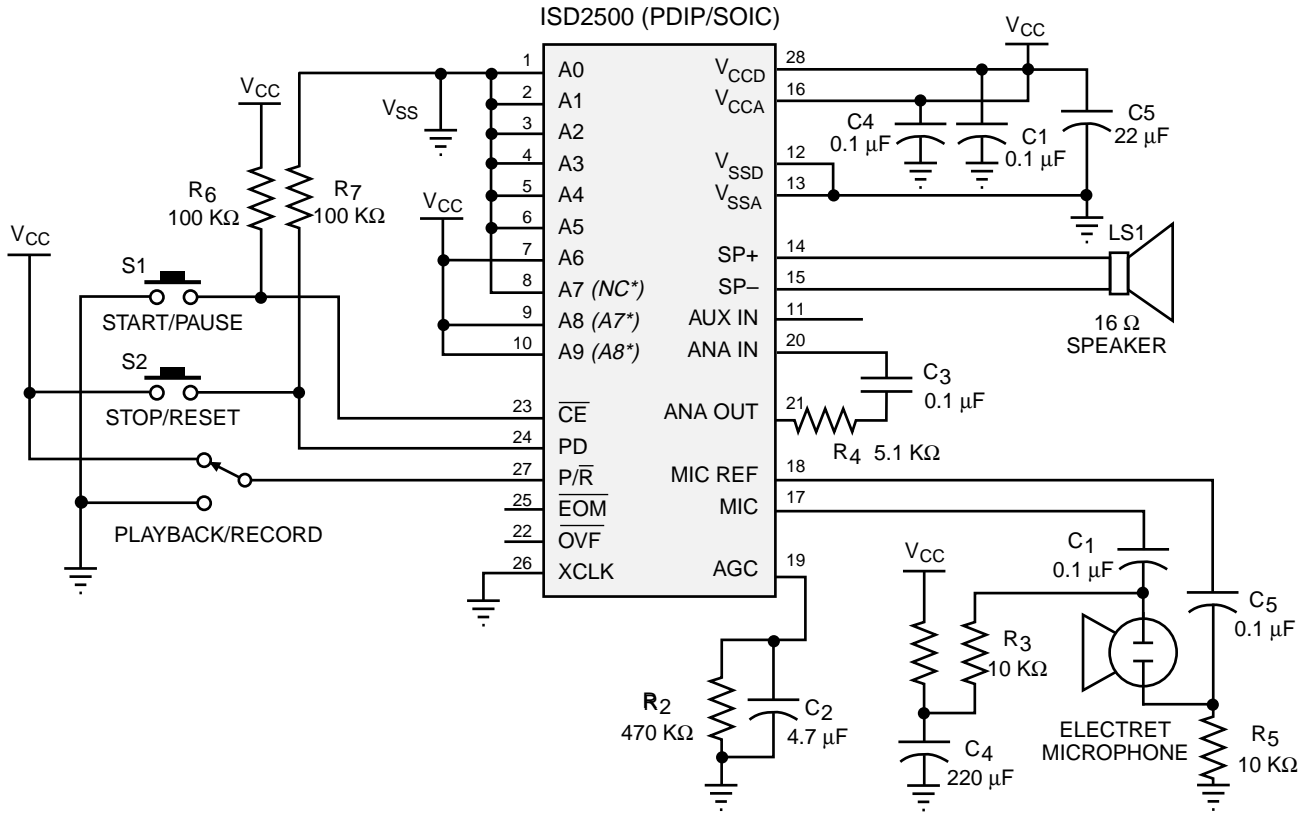 ISD2500 (PDIP/SOIC)
VCC
1
A0
VCCD
28
2
A1
VCCA
16
VCC
VSS
3
A2
C4
0.1 µF
C1
0.1 µF
C5
22 µF
4
A3
VSSD
12
5
A4
VSSA
13
R6
100 KΩ
R7
100 KΩ
VCC
6
A5
7
A6
SP+
14
LS1
VCC
8
A7 (NC*)
SP–
15
S1
START/PAUSE
9
A8 (A7*)
AUX IN
11
16 Ω
SPEAKER
10
A9 (A8*)
ANA IN
20
S2
STOP/RESET
C3
0.1 µF
23
CE
ANA OUT
21
R4 5.1 KΩ
24
PD
27
P/R
MIC REF
18
25
EOM
MIC
17
PLAYBACK/RECORD
22
OVF
26
XCLK
AGC
19
VCC
C1
0.1 µF
C5
0.1 µF
R3
10 KΩ
R2
470 KΩ
C2
4.7 µF
C4
220 µF
ELECTRET
MICROPHONE
R5
10 KΩ